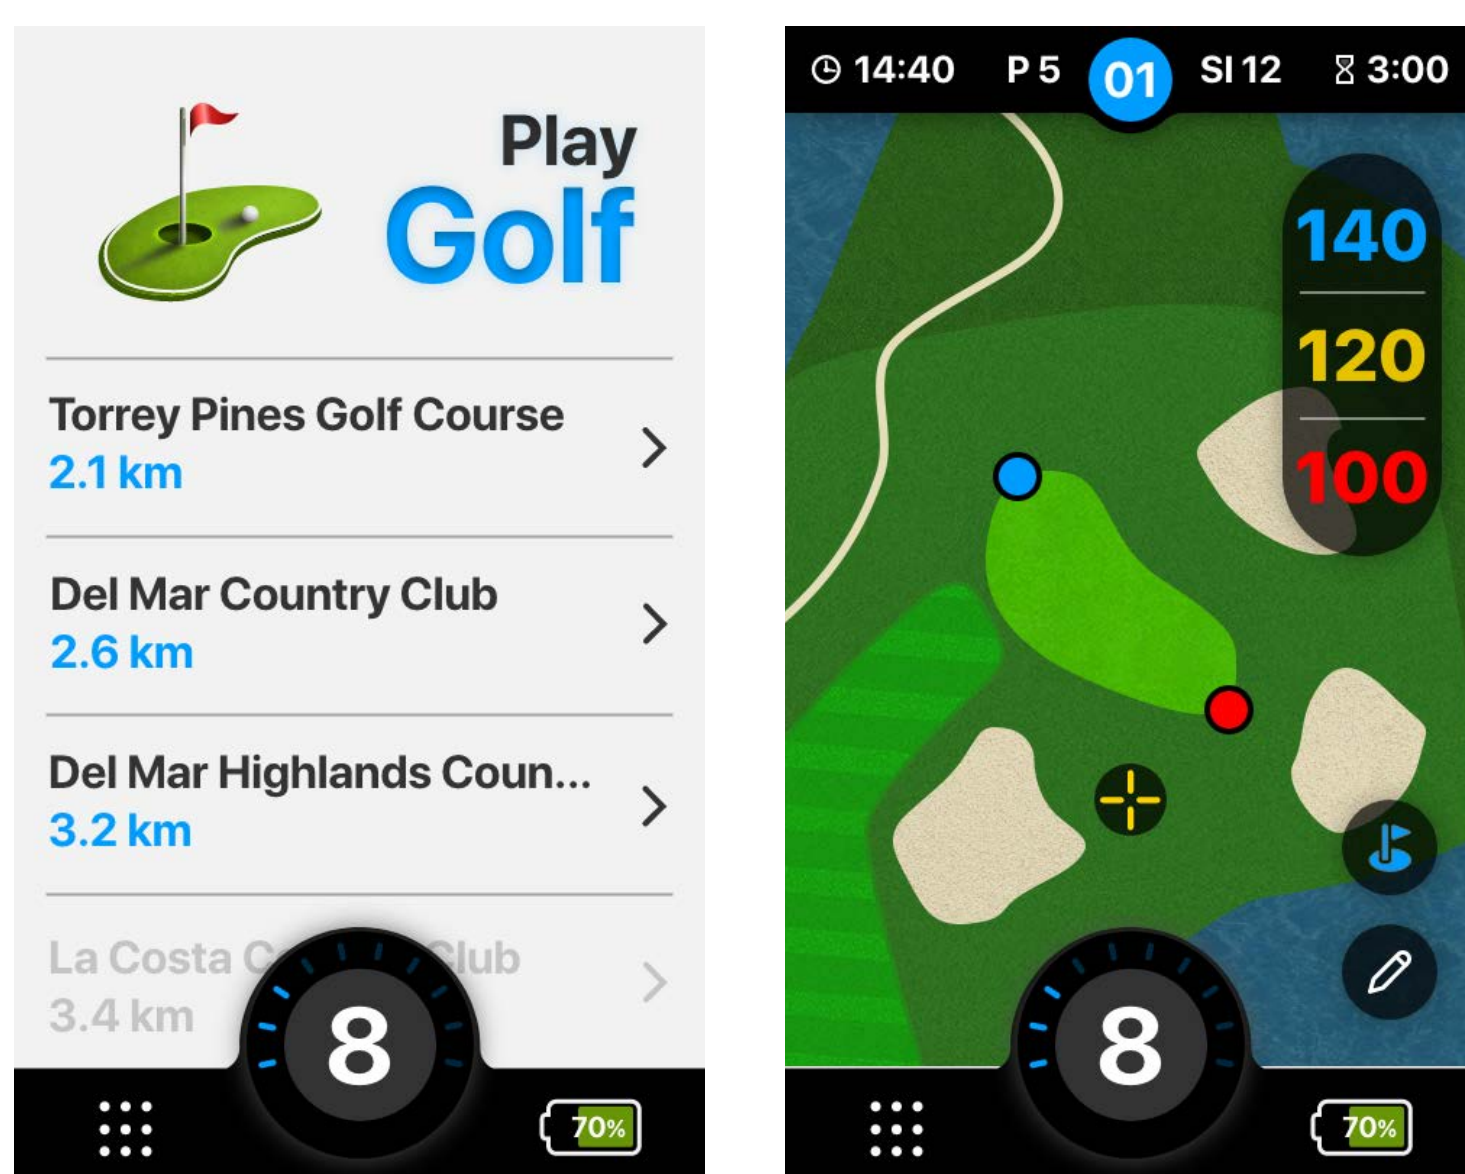 Play
Golf
Torrey Pines Golf Course
2.1 km
Del Mar Country Club
2.6 km
Del Mar Highlands Coun...
3.2 km
La Costa C Club
3.4 km
8
70%
14:40 P 5 01 SI 12 3:00
140
120
100
8
70%